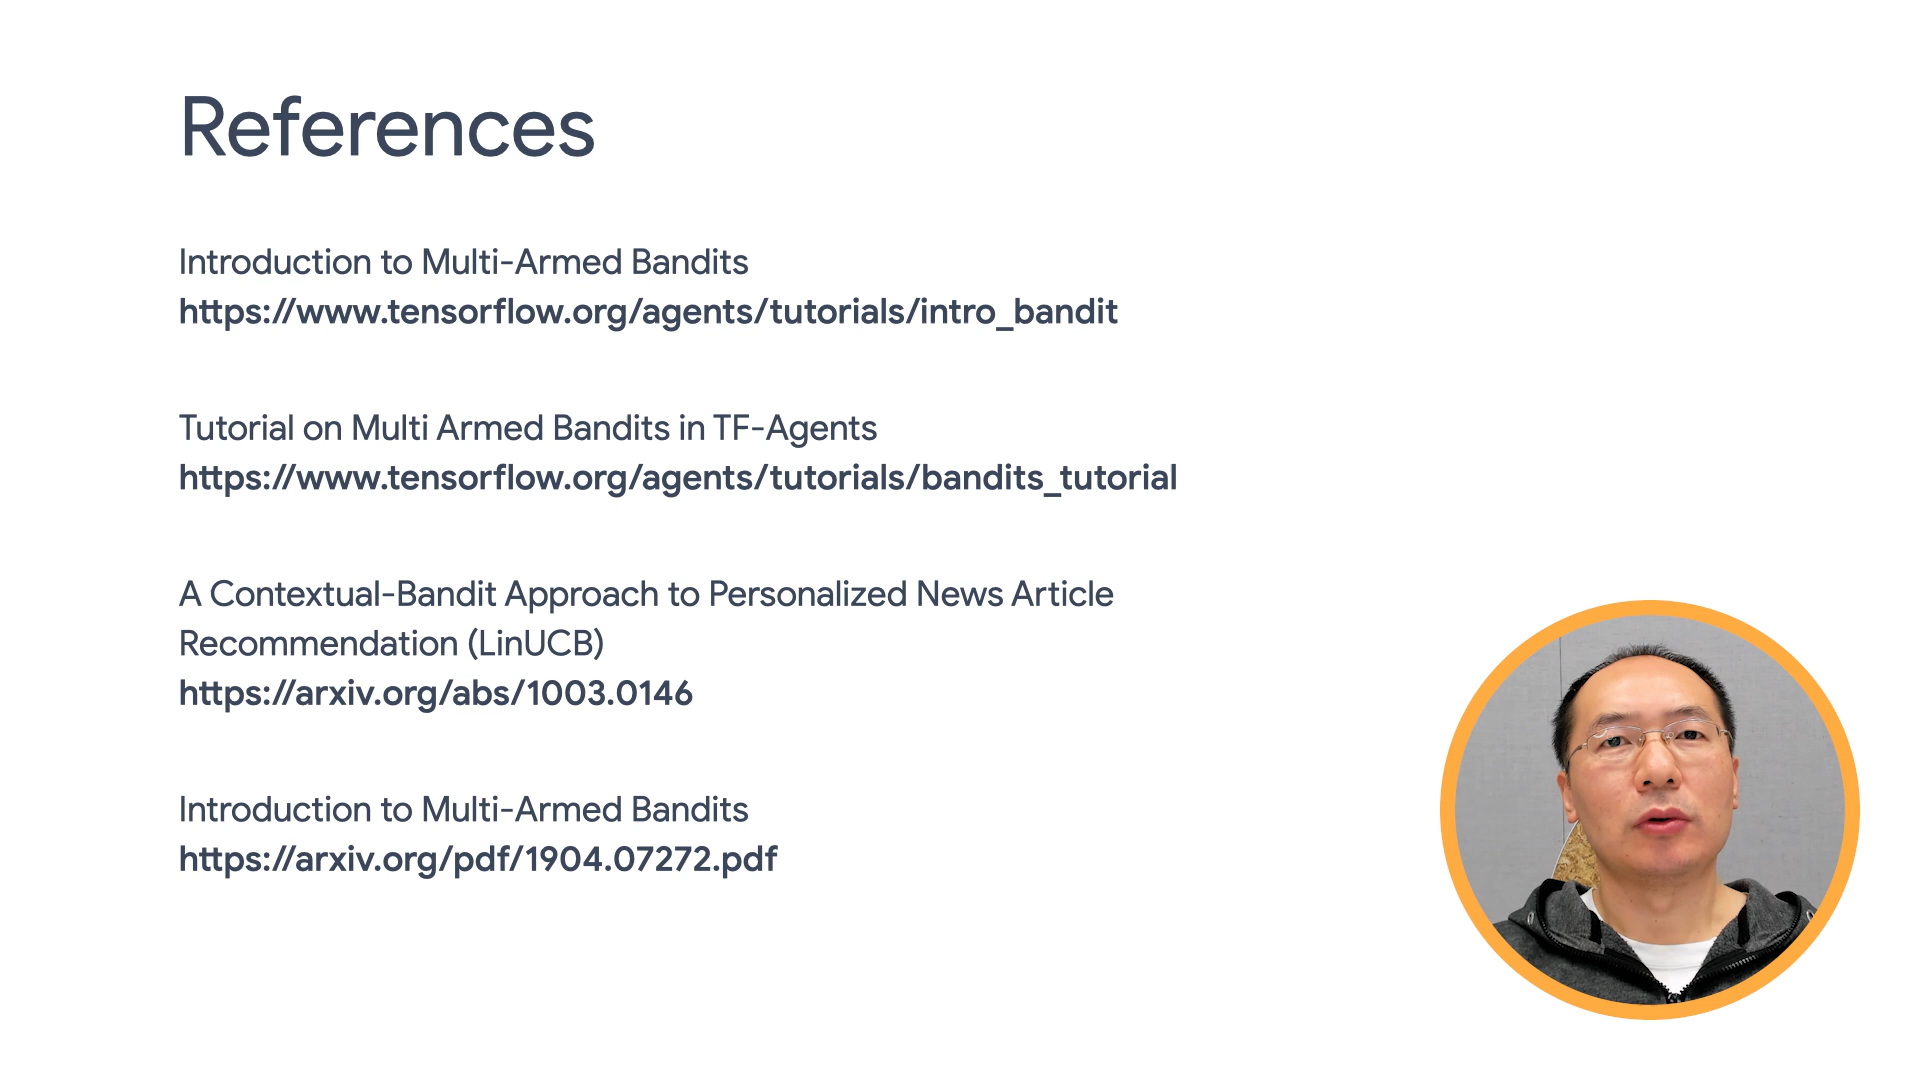 References
Introduction to Multi-Armed Bandits
https://www.tensorflow.org/agents/tutorials/intro_bandit
Tutorial on Multi Armed Bandits in TF-Agents
https://www.tensorflow.org/agents/tutorials/bandits_tutorial
A Contextual-Bandit Approach to Personalized News Article
Recommendation (LinUCB)
https://arxiv.org/abs/1003.0146
Introduction to Multi-Armed Bandits
https://arxiv.org/pdf/1904.07272.pdf